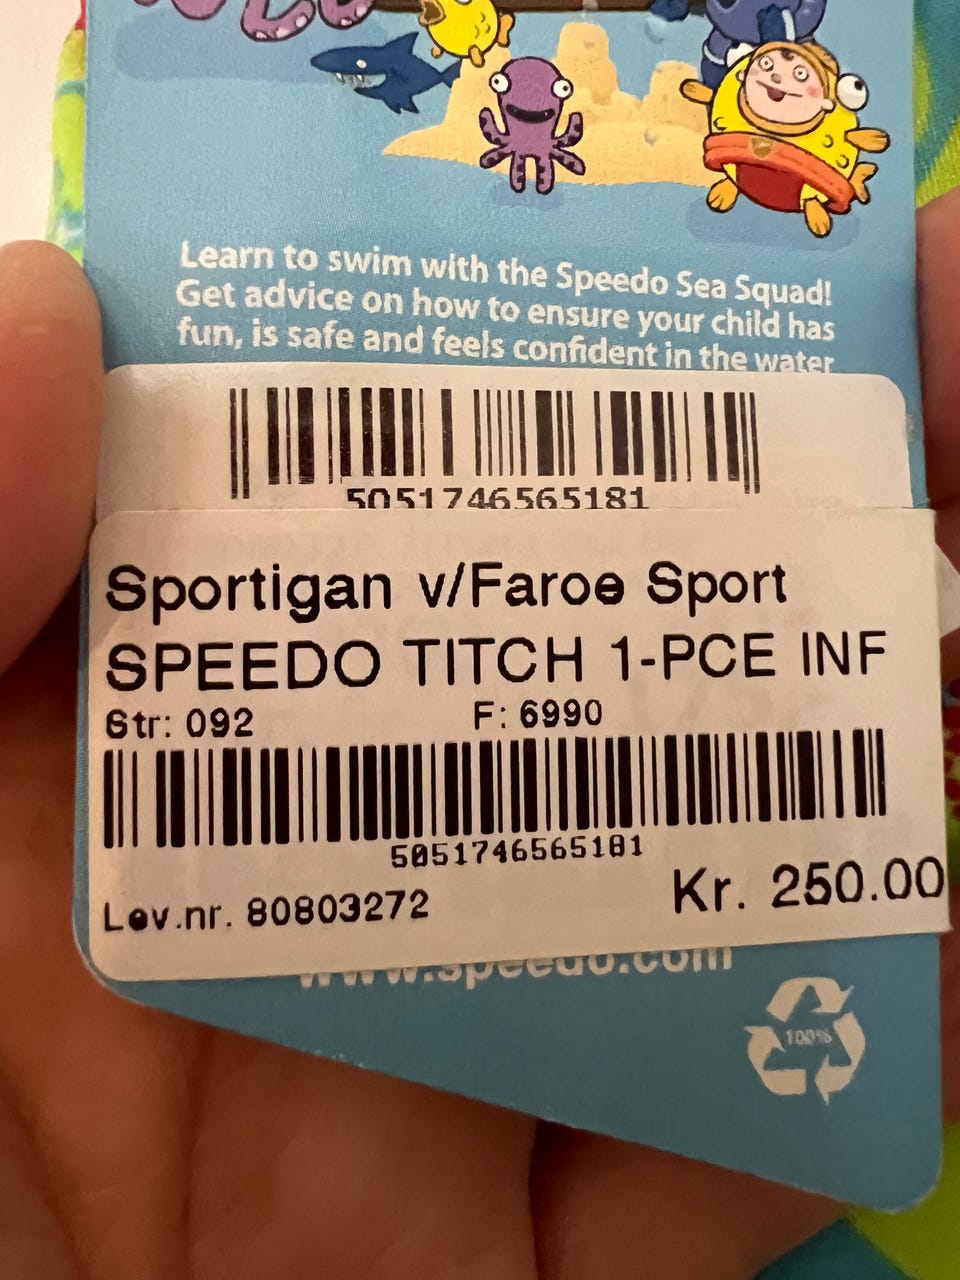 Learn to swim with the Speedo Sea Squad!
Get advice on how to ensure your child has
fun, is safe and feels confident in the water
5051746565181
Sportigan v/Faroe Sport
SPEEDO TITCH 1-PCE INF
Str: 092 F: 6990
5051746565181
Lev.nr. 80803272 Kr. 250.00
www.speedo.com
100%